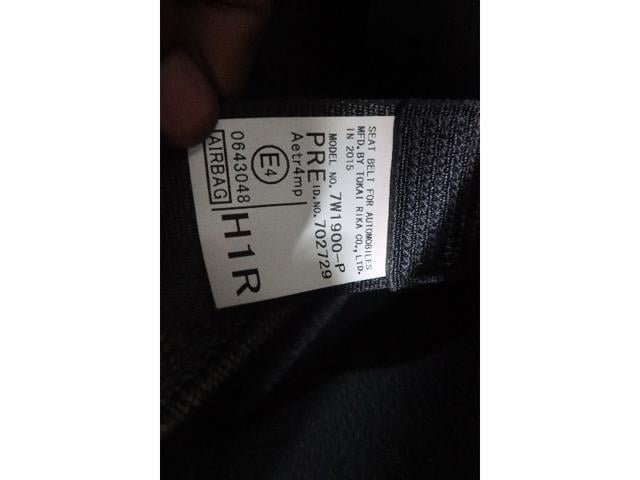 SEAT BELT FOR AUTOMOBILES
MFD. BY TOKAI RIKA CO., LTD.
IN 2015
MODEL NO. 7W1900-P
PRE ID.NO. 702729
Aetr4mp
E4
0643048 H1R
AIRBAG